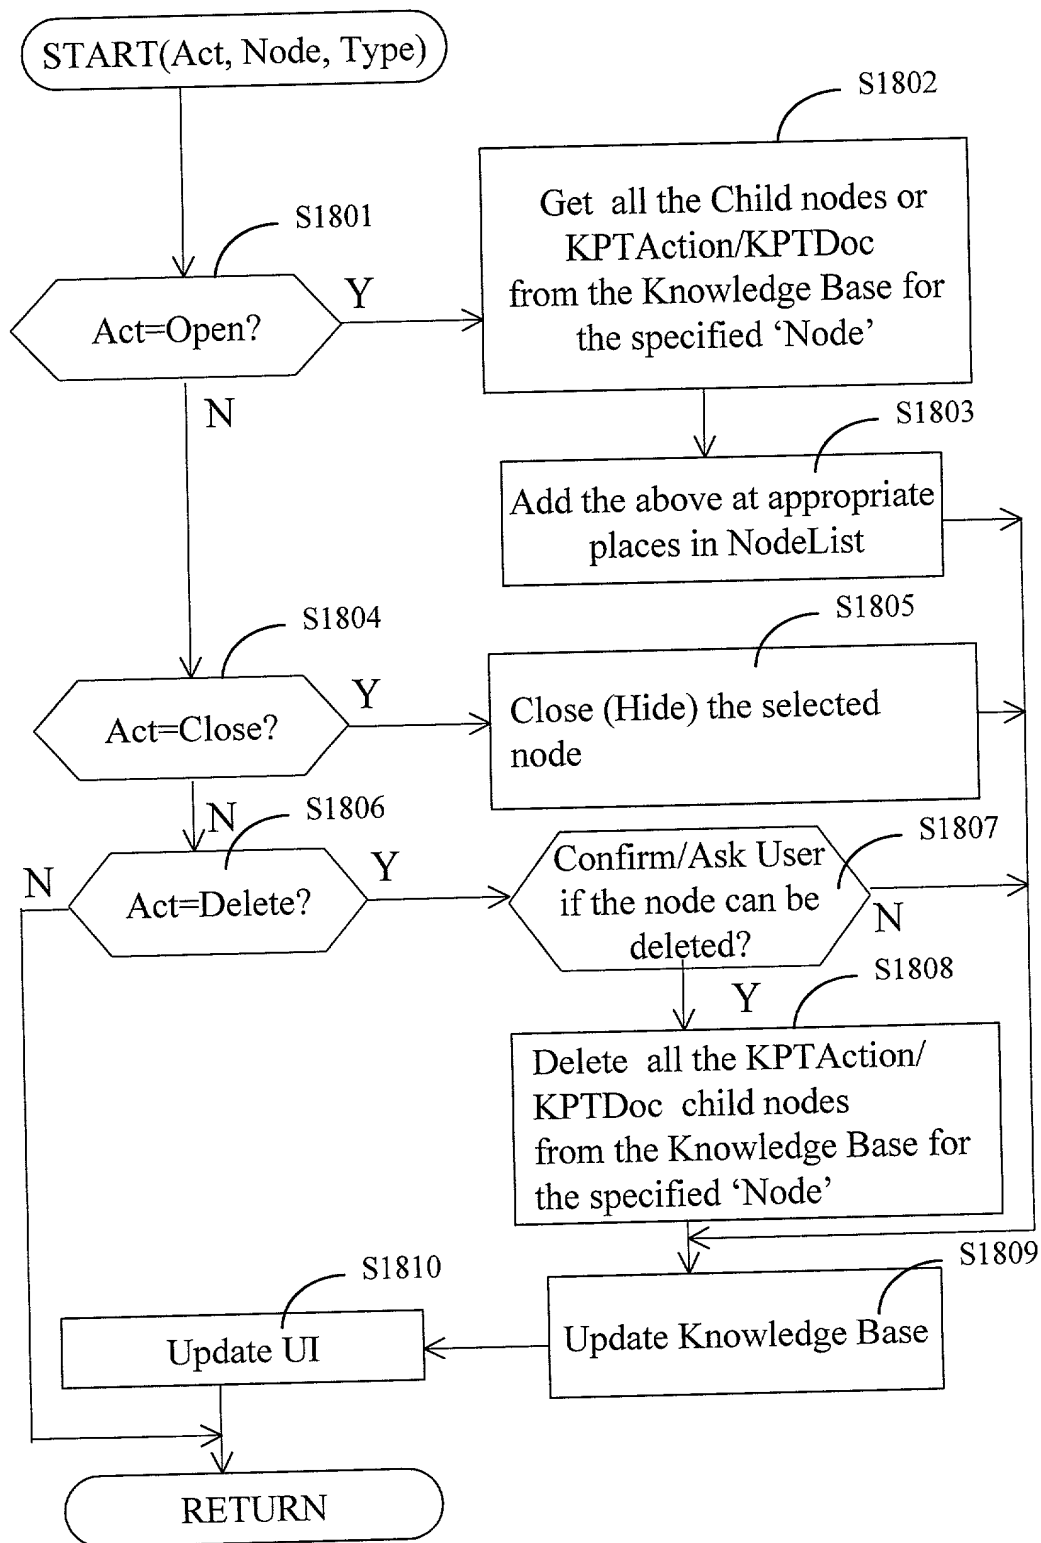 START(Act, Node, Type)
S1802
Get all the Child nodes or
KPTAction/KPTDoc
from the Knowledge Base for
the specified ‘Node’
S1801
Act=Open?
Y
N
S1803
Add the above at appropriate
places in NodeList
S1804
Act=Close?
Y
N
S1805
Close (Hide) the selected
node
S1806
Act=Delete?
N
Y
S1807
Confirm/Ask User
if the node can be
deleted?
N
Y
S1808
Delete all the KPTAction/
KPTDoc child nodes
from the Knowledge Base for
the specified ‘Node’
S1809
Update Knowledge Base
S1810
Update UI
RETURN